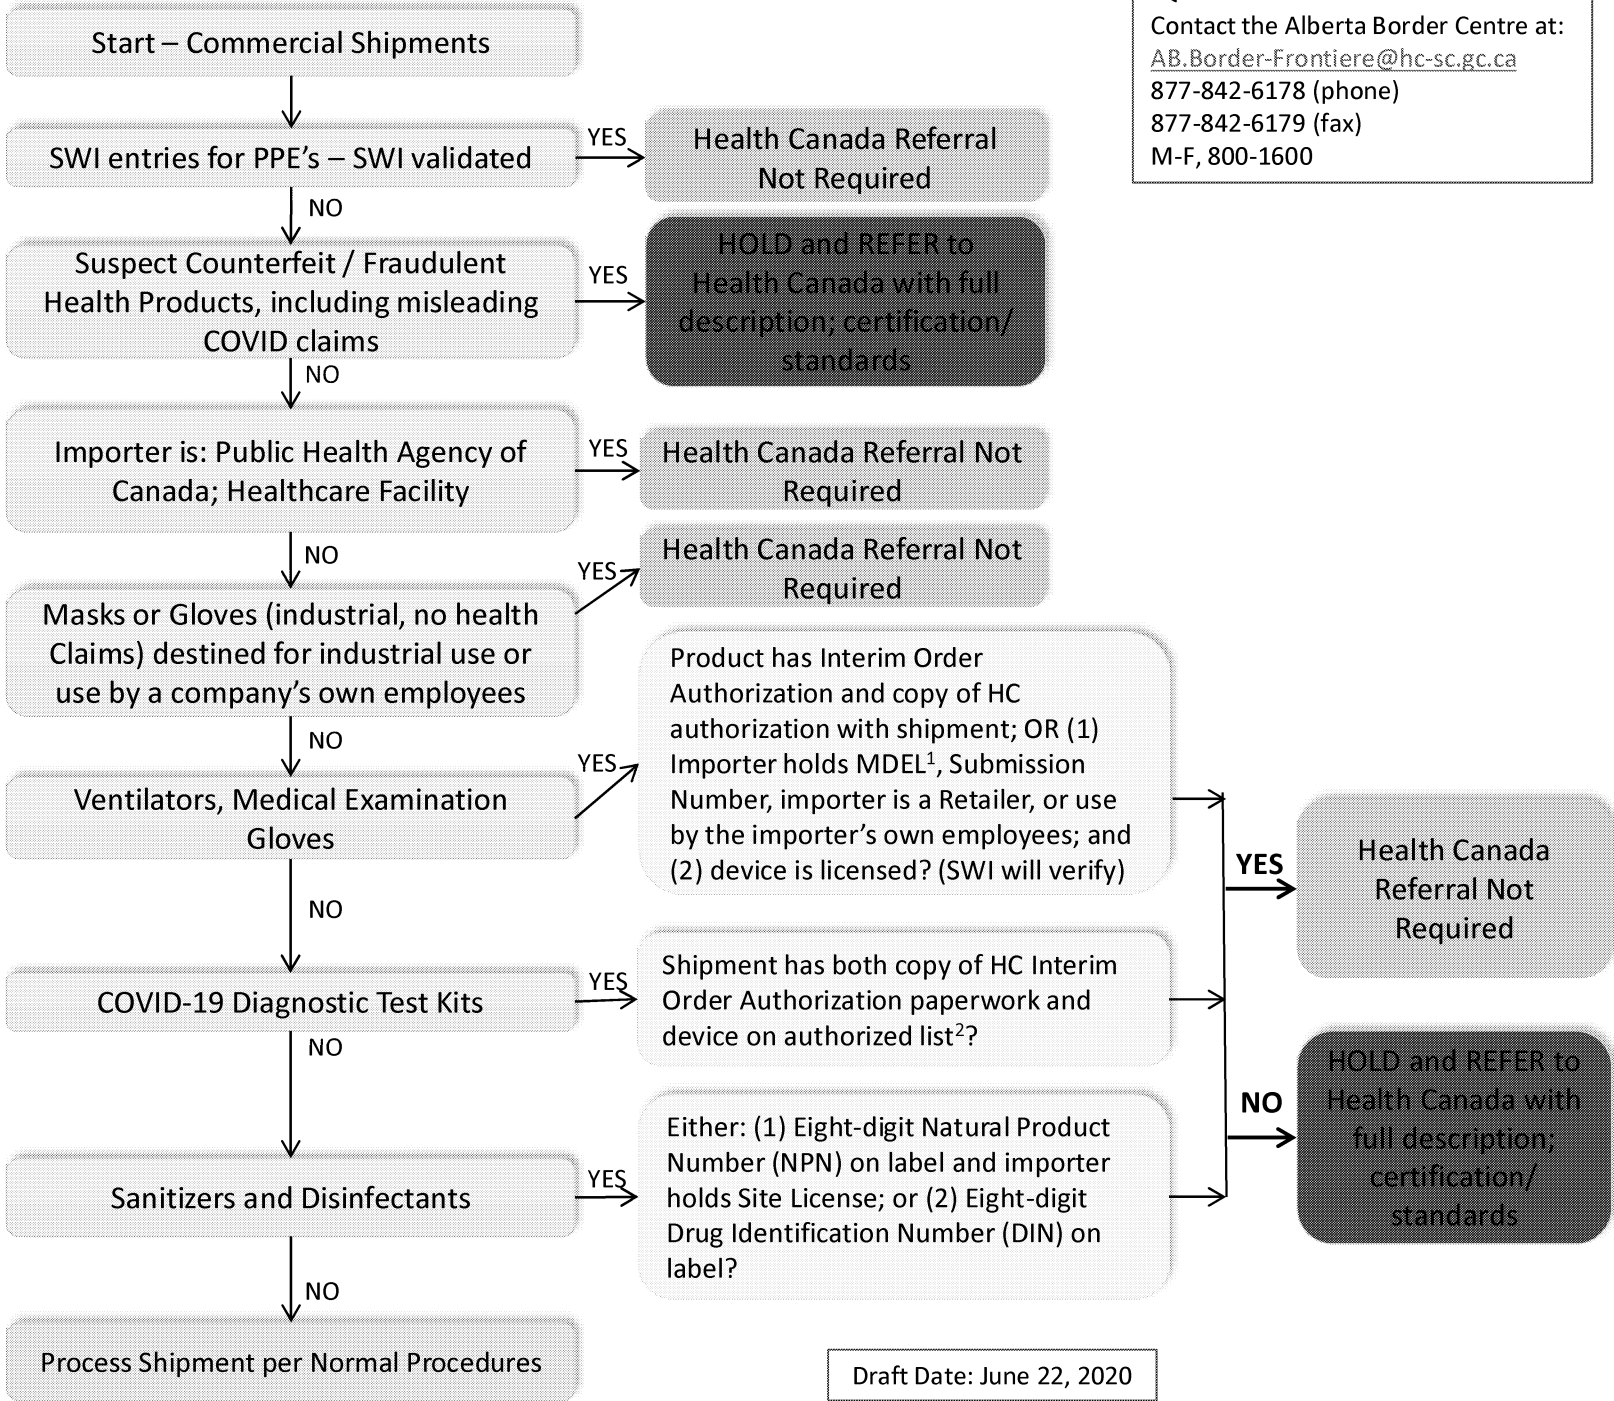 Contact the Alberta Border Centre at:
AB.Border-Frontiere@hc-sc.gc.ca
877-842-6178 (phone)
877-842-6179 (fax)
M-F, 800-1600
Start – Commercial Shipments
SWI entries for PPE's – SWI validated
YES
Health Canada Referral
Not Required
NO
Suspect Counterfeit / Fraudulent
Health Products, including misleading
COVID claims
YES
HOLD and REFER to
Health Canada with full
description; certification/
standards
NO
Importer is: Public Health Agency of
Canada; Healthcare Facility
YES
Health Canada Referral Not
Required
NO
Masks or Gloves (industrial, no health
Claims) destined for industrial use or
use by a company's own employees
YES
Health Canada Referral Not
Required
NO
Ventilators, Medical Examination
Gloves
YES
Product has Interim Order
Authorization and copy of HC
authorization with shipment; OR (1)
Importer holds MDEL¹, Submission
Number, importer is a Retailer, or use
by the importer's own employees; and
(2) device is licensed? (SWI will verify)
NO
COVID-19 Diagnostic Test Kits
YES
Shipment has both copy of HC Interim
Order Authorization paperwork and
device on authorized list²?
NO
Sanitizers and Disinfectants
YES
Either: (1) Eight-digit Natural Product
Number (NPN) on label and importer
holds Site License; or (2) Eight-digit
Drug Identification Number (DIN) on
label?
YES
Health Canada
Referral Not
Required
NO
HOLD and REFER to
Health Canada with
full description;
certification/
standards
NO
Process Shipment per Normal Procedures
Draft Date: June 22, 2020